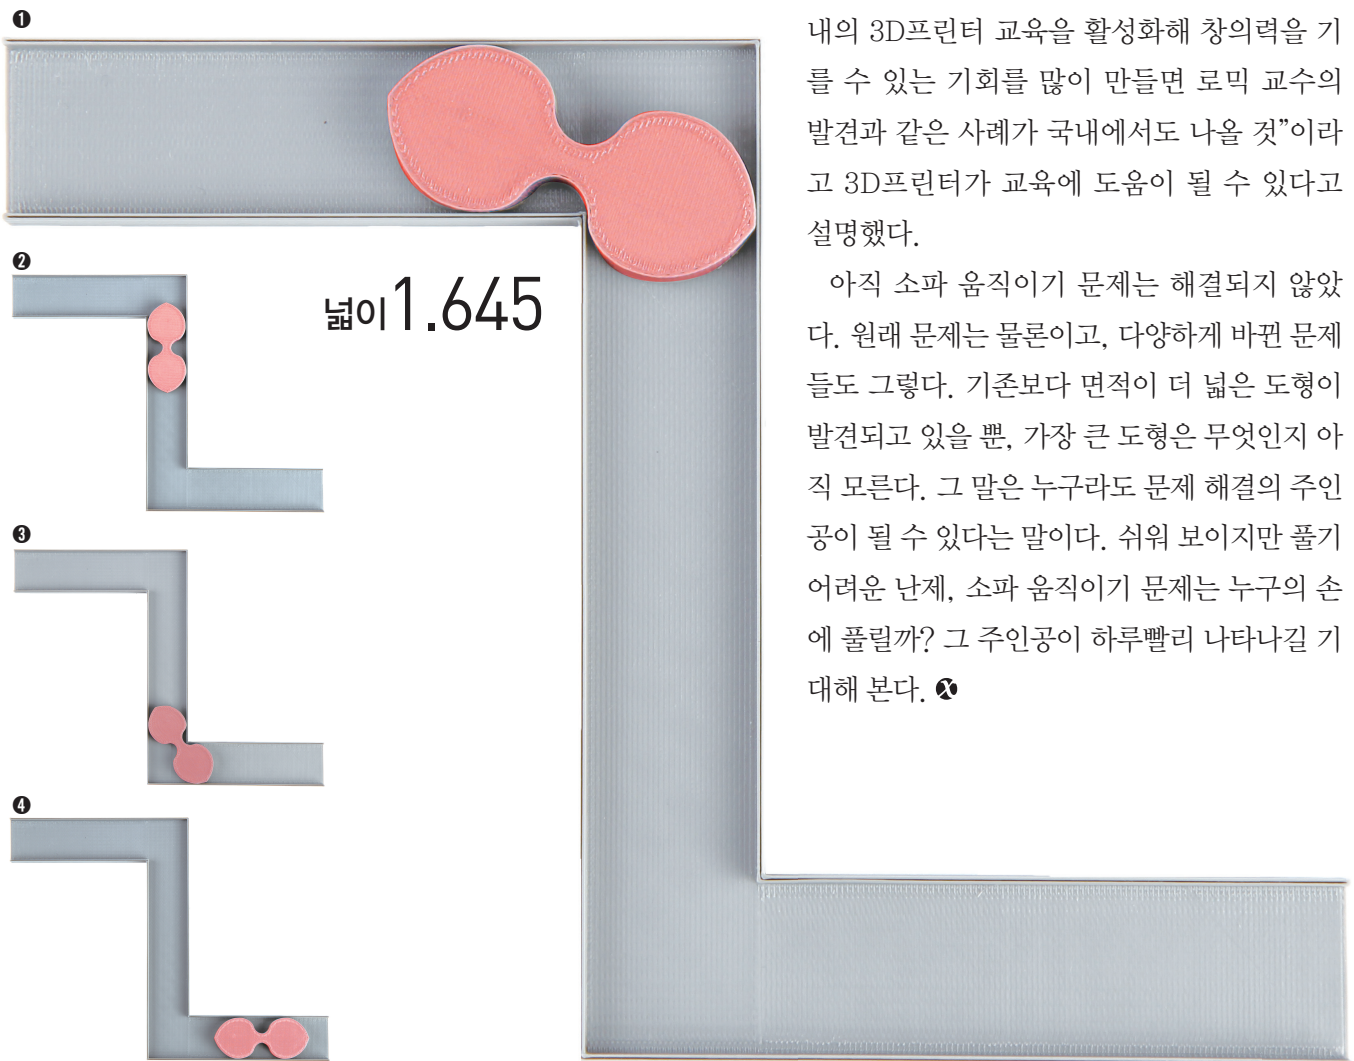 ❶
❷
넓이1.645
❸
❹
내의 3D프린터 교육을 활성화해 창의력을 기
를 수 있는 기회를 많이 만들면 로믹 교수의
발견과 같은 사례가 국내에서도 나올 것”이라
고 3D프린터가 교육에 도움이 될 수 있다고
설명했다.
아직 소파 움직이기 문제는 해결되지 않았
다. 원래 문제는 물론이고, 다양하게 바뀐 문제
들도 그렇다. 기존보다 면적이 더 넓은 도형이
발견되고 있을 뿐, 가장 큰 도형은 무엇인지 아
직 모른다. 그 말은 누구라도 문제 해결의 주인
공이 될 수 있다는 말이다. 쉬워 보이지만 풀기
어려운 난제, 소파 움직이기 문제는 누구의 손
에 풀릴까? 그 주인공이 하루빨리 나타나길 기
대해 본다.